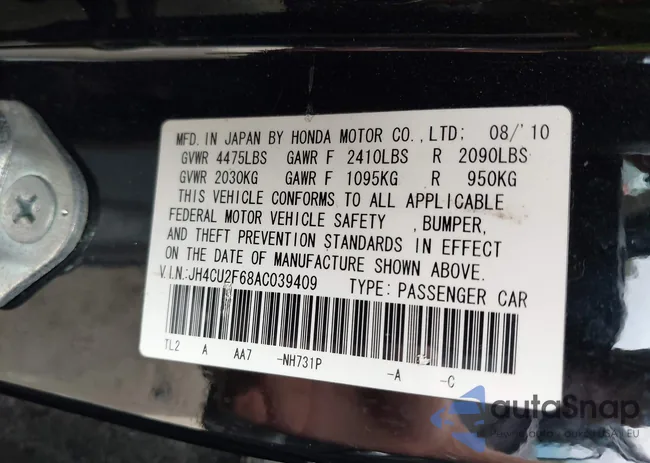 MFD. IN JAPAN BY HONDA MOTOR CO., LTD: 08/'10
GVWR 4475LBS GAWR F 2410LBS R 2090LBS
GVWR 2030KG GAWR F 1095KG R 950KG
THIS VEHICLE CONFORMS TO ALL APPLICABLE
FEDERAL MOTOR VEHICLE SAFETY , BUMPER,
AND THEFT PREVENTION STANDARDS IN EFFECT
ON THE DATE OF MANUFACTURE SHOWN ABOVE.
V.I.N.:JH4CU2F68AC039409 TYPE: PASSENGER CAR
TL2 A AA7 -NH731P -A -C
autoSnap